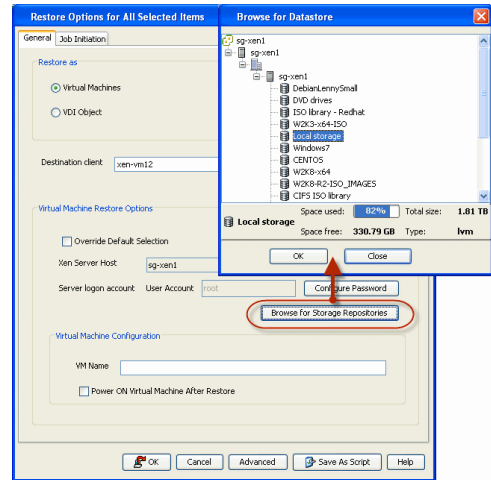 Restore Options for All Selected Items
General
Job Initiation
Restore as
Virtual Machines
VDI Object
Destination client
xen-vm12
Virtual Machine Restore Options
Override Default Selection
Xen Server Host
sg-xen1
Server logon account
User Account
root
Configure Password
Browse for Storage Repositories
Virtual Machine Configuration
VM Name
Power ON Virtual Machine After Restore
OK
Cancel
Advanced
Save As Script
Help
Browse for Datastore
sg-xen1
sg-xen1
sg-xen1
DebianLennySmall
DVD drives
ISO library - Redhat
W2K3-x64-ISO
Local storage
Windows7
CENTOS
W2K8-x64
W2K8-R2-ISO_IMAGES
CIFS ISO library
Local storage
Space used: 82% Total size: 1.81 TB
Space free: 330.79 GB Type: lvm
OK
Close